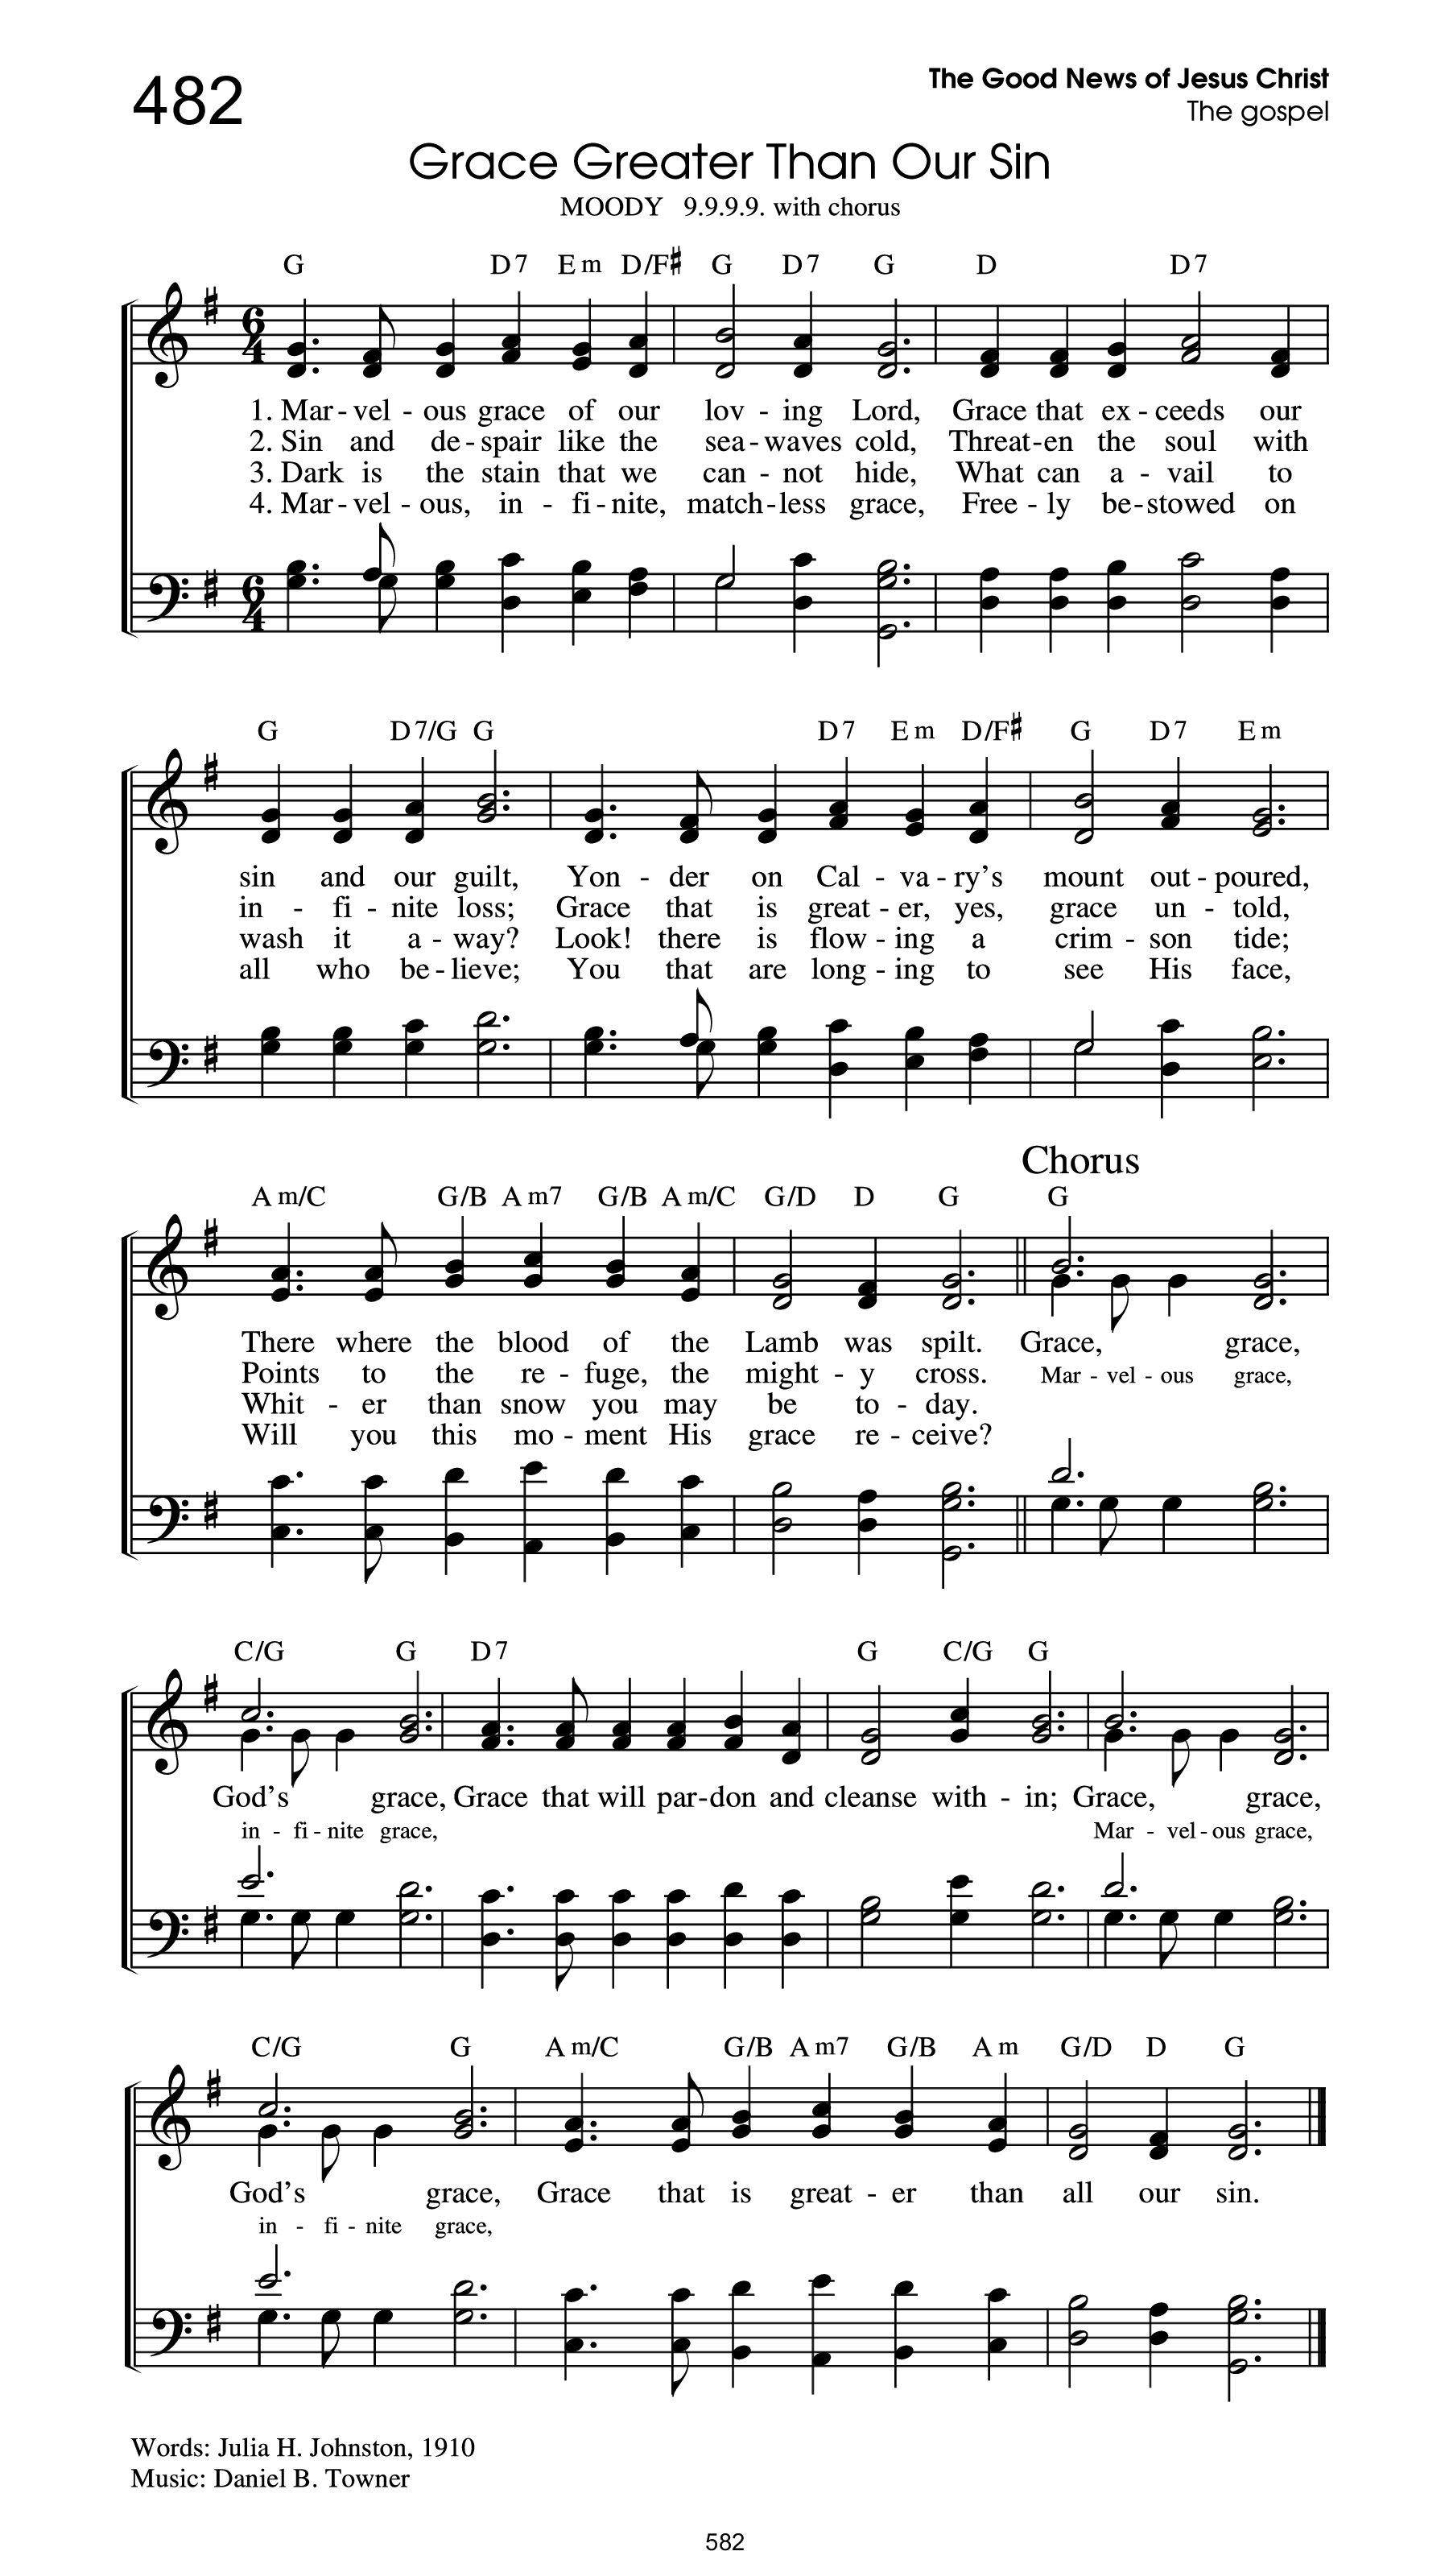 482
The Good News of Jesus Christ
The gospel
Grace Greater Than Our Sin
MOODY 9.9.9.9. with chorus
G D7 Em D/F♯ G D7 G D D7
6 4
1. Mar - vel - ous grace of our lov - ing Lord, Grace that ex - ceeds our
2. Sin and de - spair like the sea - waves cold, Threat - en the soul with
3. Dark is the stain that we can - not hide, What can a - vail to
4. Mar - vel - ous, in - fi - nite, match - less grace, Free - ly be - stowed on
6 4
G D7/G G D7 Em D/F♯ G D7 Em
sin and our guilt, Yon - der on Cal - va - ry's mount out - poured,
in - fi - nite loss; Grace that is great - er, yes, grace un - told,
wash it a - way? Look! there is flow - ing a crim - son tide;
all who be - lieve; You that are long - ing to see His face,
Chorus
Am/C G/B Am7 G/B Am/C G/D D G G
There where the blood of the Lamb was spilt. Grace, grace,
Points to the re - fuge, the might - y cross. Mar - vel - ous grace,
Whit - er than snow you may be to - day.
Will you this mo - ment His grace re - ceive?
C/G G D7 G C/G G
God's grace, Grace that will par - don and cleanse with - in; Grace, grace,
in - fi - nite grace, Mar - vel - ous grace,
C/G G Am/C G/B Am7 G/B Am G/D D G
God's grace, Grace that is great - er than all our sin.
in - fi - nite grace,
Words: Julia H. Johnston, 1910
Music: Daniel B. Towner
582